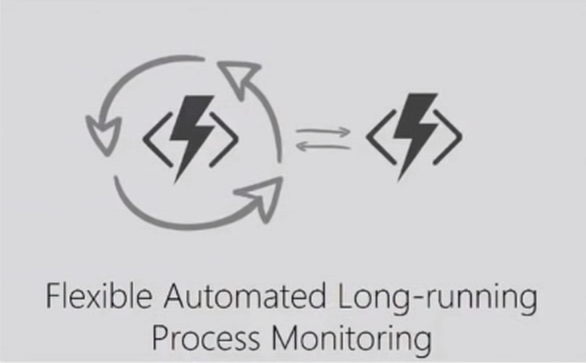 Flexible Automated Long-running
Process Monitoring